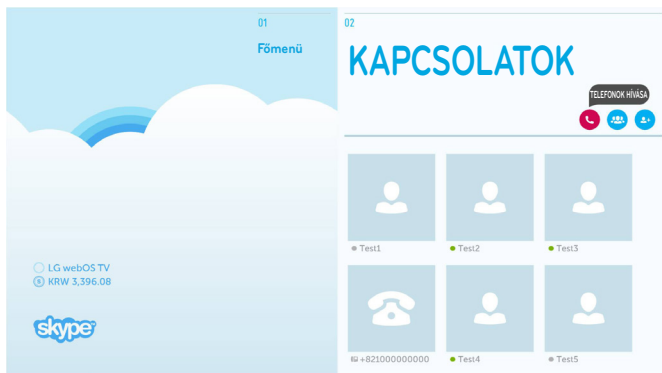 01
Főmenü
LG webOS TV
KRW 3,396.08
skype
02
KAPCSOLATOK
TELEFONOK HÍVÁSA
Test1
Test2
Test3
+821000000000
Test4
Test5